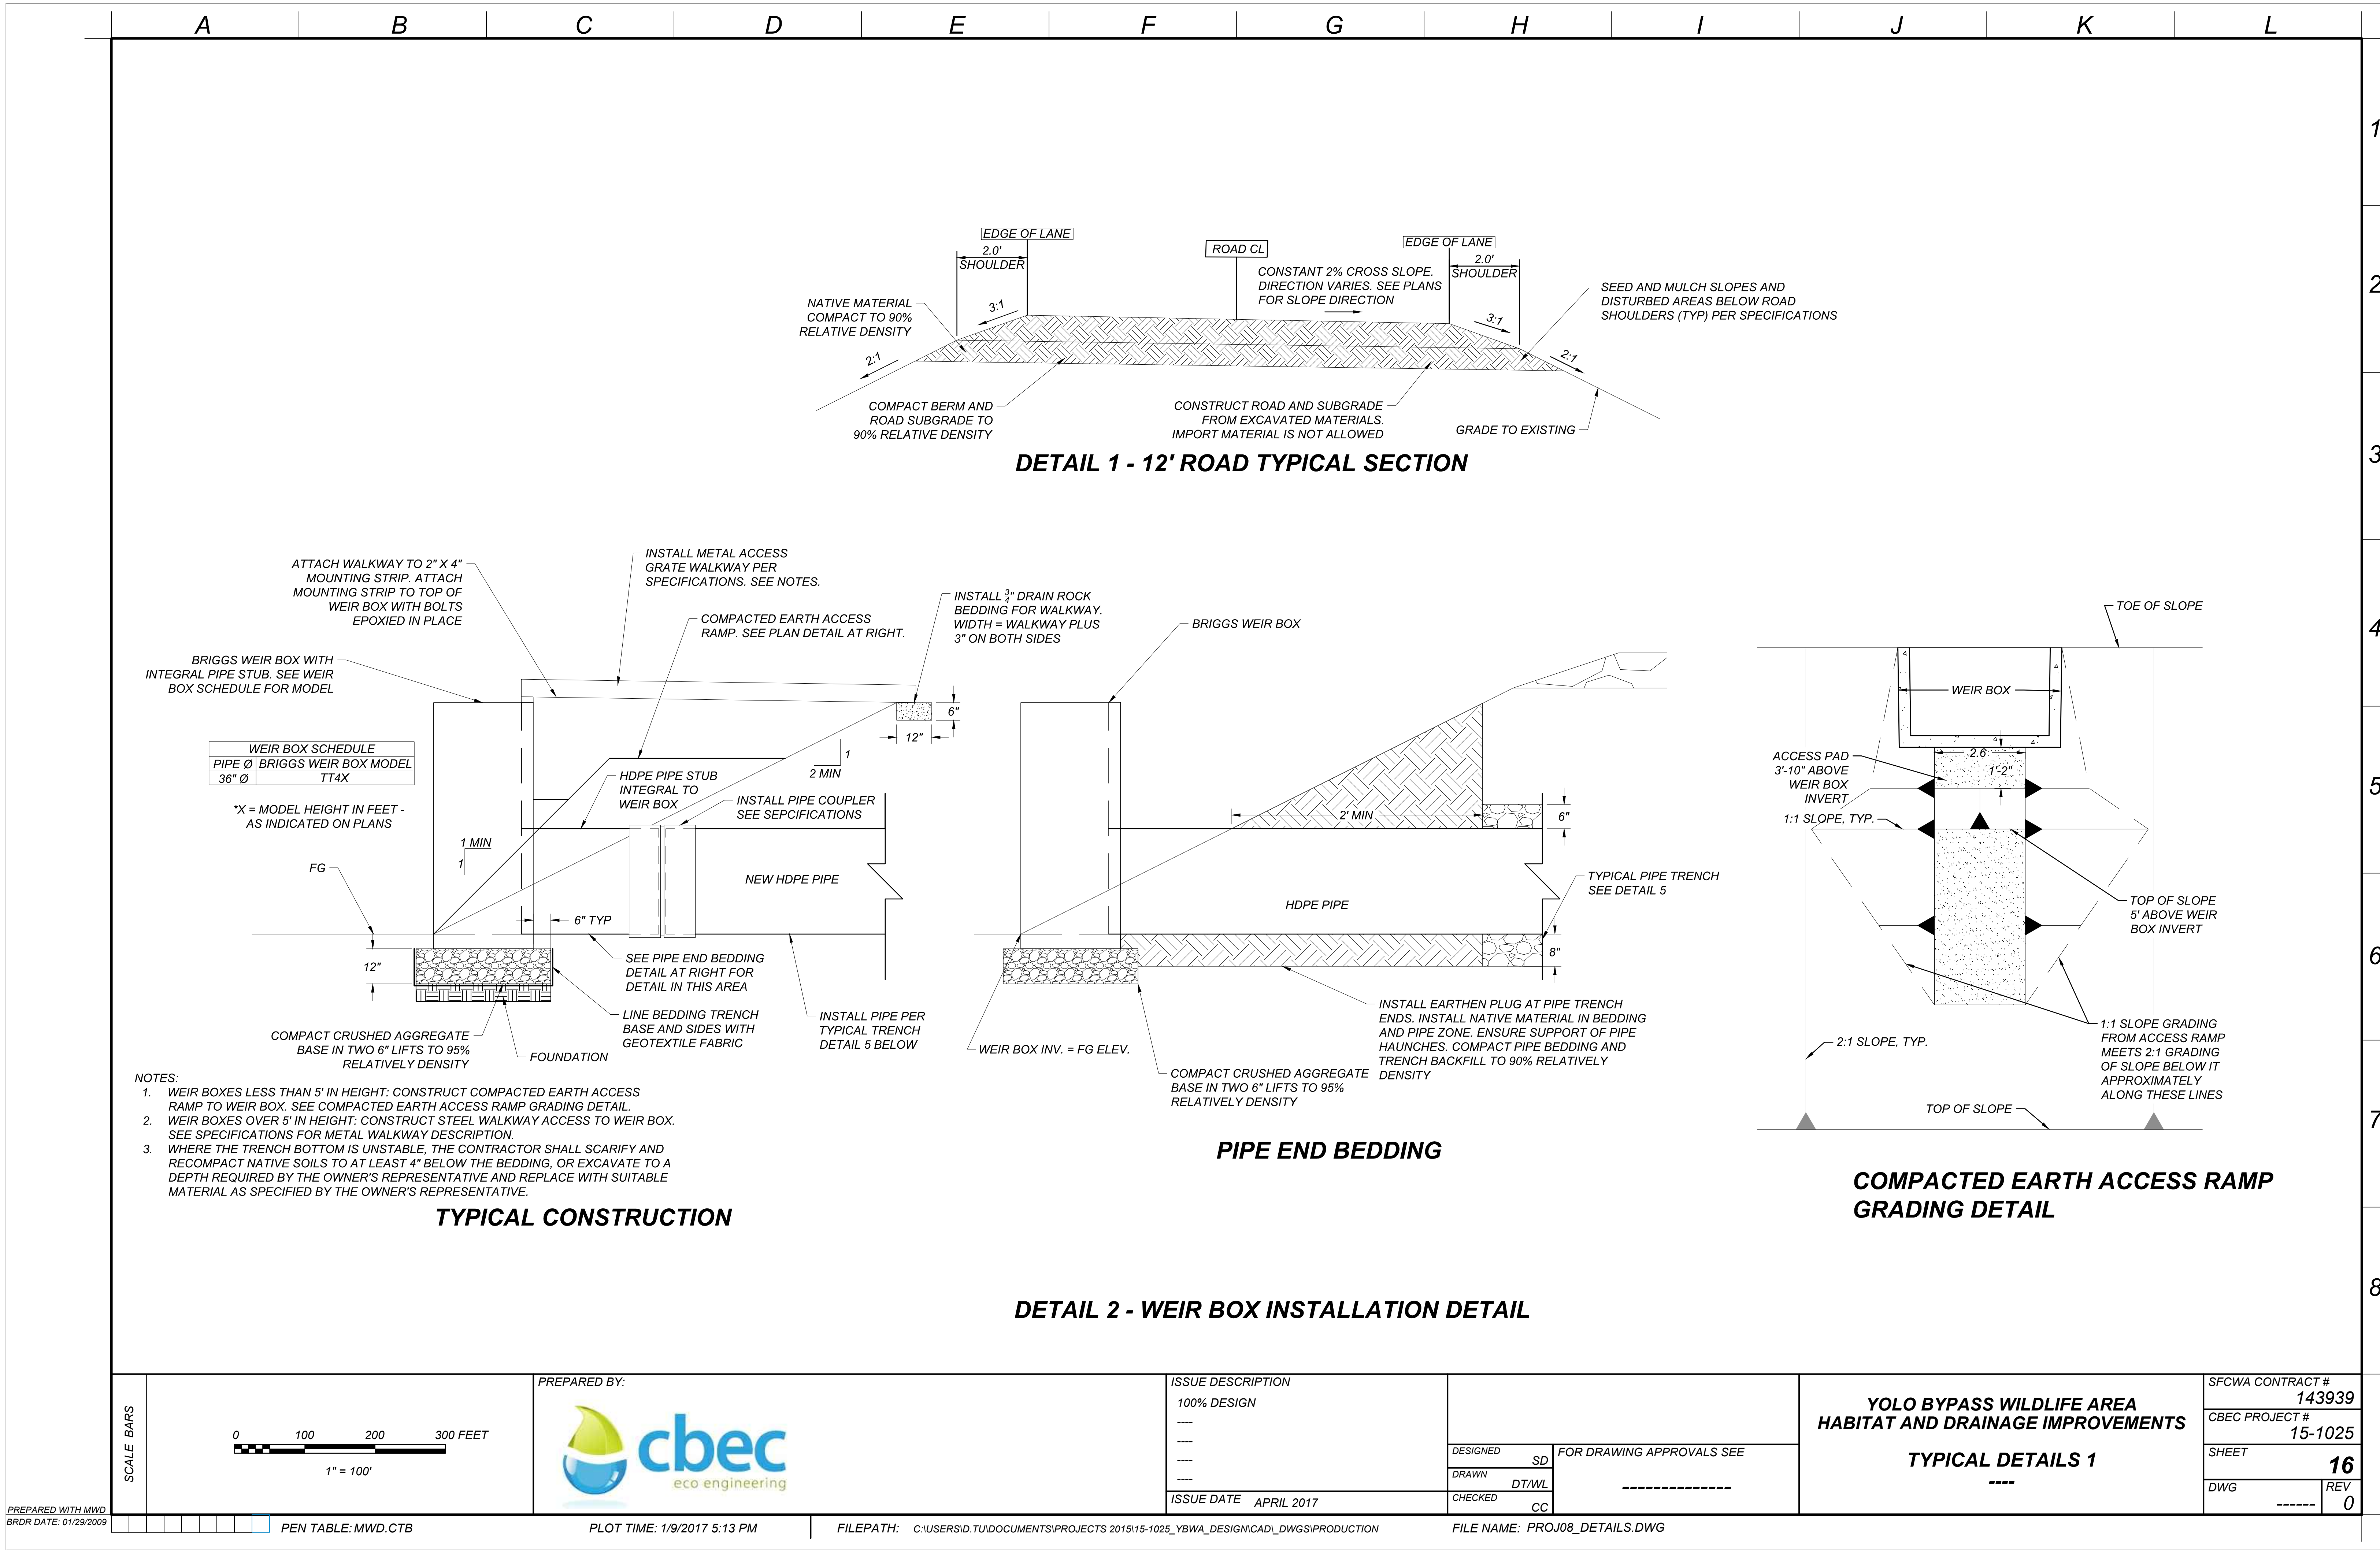 A B C D E F G H I J K L
1
2
3
4
5
6
7
8
EDGE OF LANE
2.0'
SHOULDER
ROAD CL
EDGE OF LANE
2.0'
SHOULDER
CONSTANT 2% CROSS SLOPE.
DIRECTION VARIES. SEE PLANS
FOR SLOPE DIRECTION
NATIVE MATERIAL
COMPACT TO 90%
RELATIVE DENSITY
3:1
2:1
3:1
2:1
SEED AND MULCH SLOPES AND
DISTURBED AREAS BELOW ROAD
SHOULDERS (TYP) PER SPECIFICATIONS
COMPACT BERM AND
ROAD SUBGRADE TO
90% RELATIVE DENSITY
CONSTRUCT ROAD AND SUBGRADE
FROM EXCAVATED MATERIALS.
IMPORT MATERIAL IS NOT ALLOWED
GRADE TO EXISTING
DETAIL 1 - 12' ROAD TYPICAL SECTION
ATTACH WALKWAY TO 2" X 4"
MOUNTING STRIP. ATTACH
MOUNTING STRIP TO TOP OF
WEIR BOX WITH BOLTS
EPOXIED IN PLACE
INSTALL METAL ACCESS
GRATE WALKWAY PER
SPECIFICATIONS. SEE NOTES.
COMPACTED EARTH ACCESS
RAMP. SEE PLAN DETAIL AT RIGHT.
INSTALL 3/4" DRAIN ROCK
BEDDING FOR WALKWAY.
WIDTH = WALKWAY PLUS
3" ON BOTH SIDES
BRIGGS WEIR BOX WITH
INTEGRAL PIPE STUB. SEE WEIR
BOX SCHEDULE FOR MODEL
6"
12"
WEIR BOX SCHEDULE
PIPE Ø BRIGGS WEIR BOX MODEL
36" Ø TT4X
*X = MODEL HEIGHT IN FEET -
AS INDICATED ON PLANS
1
2 MIN
HDPE PIPE STUB
INTEGRAL TO
WEIR BOX
INSTALL PIPE COUPLER
SEE SEPCIFICATIONS
1 MIN
1
FG
NEW HDPE PIPE
6" TYP
12"
SEE PIPE END BEDDING
DETAIL AT RIGHT FOR
DETAIL IN THIS AREA
LINE BEDDING TRENCH
BASE AND SIDES WITH
GEOTEXTILE FABRIC
INSTALL PIPE PER
TYPICAL TRENCH
DETAIL 5 BELOW
COMPACT CRUSHED AGGREGATE
BASE IN TWO 6" LIFTS TO 95%
RELATIVELY DENSITY
FOUNDATION
NOTES:
1. WEIR BOXES LESS THAN 5' IN HEIGHT: CONSTRUCT COMPACTED EARTH ACCESS
RAMP TO WEIR BOX. SEE COMPACTED EARTH ACCESS RAMP GRADING DETAIL.
2. WEIR BOXES OVER 5' IN HEIGHT: CONSTRUCT STEEL WALKWAY ACCESS TO WEIR BOX.
SEE SPECIFICATIONS FOR METAL WALKWAY DESCRIPTION.
3. WHERE THE TRENCH BOTTOM IS UNSTABLE, THE CONTRACTOR SHALL SCARIFY AND
RECOMPACT NATIVE SOILS TO AT LEAST 4" BELOW THE BEDDING, OR EXCAVATE TO A
DEPTH REQUIRED BY THE OWNER'S REPRESENTATIVE AND REPLACE WITH SUITABLE
MATERIAL AS SPECIFIED BY THE OWNER'S REPRESENTATIVE.
TYPICAL CONSTRUCTION
BRIGGS WEIR BOX
2' MIN
6"
HDPE PIPE
TYPICAL PIPE TRENCH
SEE DETAIL 5
8"
WEIR BOX INV. = FG ELEV.
INSTALL EARTHEN PLUG AT PIPE TRENCH
ENDS. INSTALL NATIVE MATERIAL IN BEDDING
AND PIPE ZONE. ENSURE SUPPORT OF PIPE
HAUNCHES. COMPACT PIPE BEDDING AND
TRENCH BACKFILL TO 90% RELATIVELY
DENSITY
COMPACT CRUSHED AGGREGATE
BASE IN TWO 6" LIFTS TO 95%
RELATIVELY DENSITY
PIPE END BEDDING
TOE OF SLOPE
WEIR BOX
2.6
1'-2"
ACCESS PAD
3'-10" ABOVE
WEIR BOX
INVERT
1:1 SLOPE, TYP.
TOP OF SLOPE
5' ABOVE WEIR
BOX INVERT
1:1 SLOPE GRADING
FROM ACCESS RAMP
MEETS 2:1 GRADING
OF SLOPE BELOW IT
APPROXIMATELY
ALONG THESE LINES
2:1 SLOPE, TYP.
TOP OF SLOPE
COMPACTED EARTH ACCESS RAMP
GRADING DETAIL
DETAIL 2 - WEIR BOX INSTALLATION DETAIL
SCALE BARS
0 100 200 300 FEET
1" = 100'
PREPARED BY:
cbec
eco engineering
ISSUE DESCRIPTION
100% DESIGN
----
----
----
----
ISSUE DATE APRIL 2017
DESIGNED SD
DRAWN DT/WL
CHECKED CC
FOR DRAWING APPROVALS SEE
--------------
YOLO BYPASS WILDLIFE AREA
HABITAT AND DRAINAGE IMPROVEMENTS
TYPICAL DETAILS 1
----
SFCWA CONTRACT #
143939
CBEC PROJECT #
15-1025
SHEET
16
DWG
------
REV
0
PREPARED WITH MWD
BRDR DATE: 01/29/2009
PEN TABLE: MWD.CTB
PLOT TIME: 1/9/2017 5:13 PM
FILEPATH: C:\USERS\D.TU\DOCUMENTS\PROJECTS 2015\15-1025_YBWA_DESIGN\CAD\_DWGS\PRODUCTION
FILE NAME: PROJ08_DETAILS.DWG